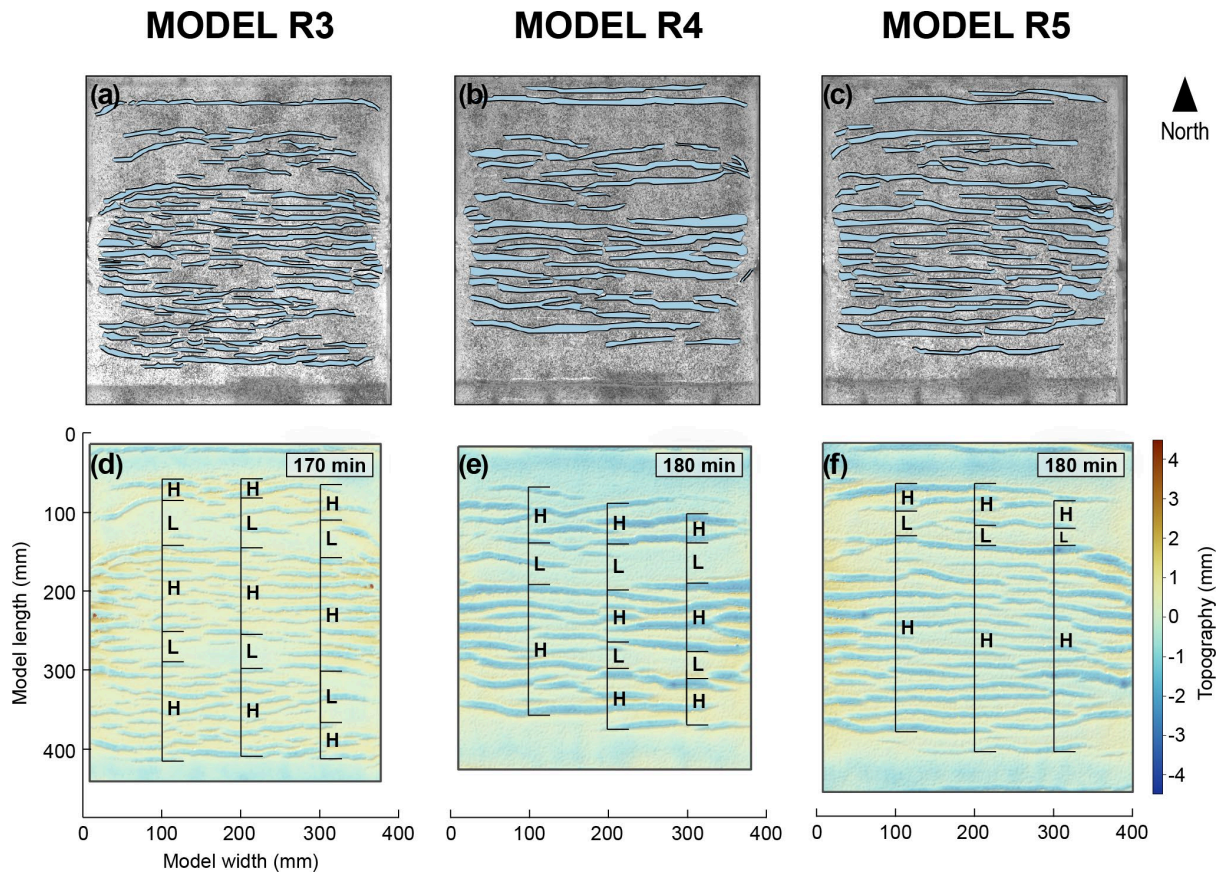 MODEL R3 MODEL R4 MODEL R5
(a) (b) (c)
North
(d) 170 min (e) 180 min (f) 180 min
H L H L H
H L H L H
H L H L H
H L H
H L H L H
H L H L H
H L H
H L H
H L H
0
100
200
300
400
Model length (mm)
0 100 200 300 400
Model width (mm)
0 100 200 300 400
0 100 200 300 400
4
3
2
1
0
-1
-2
-3
-4
Topography (mm)